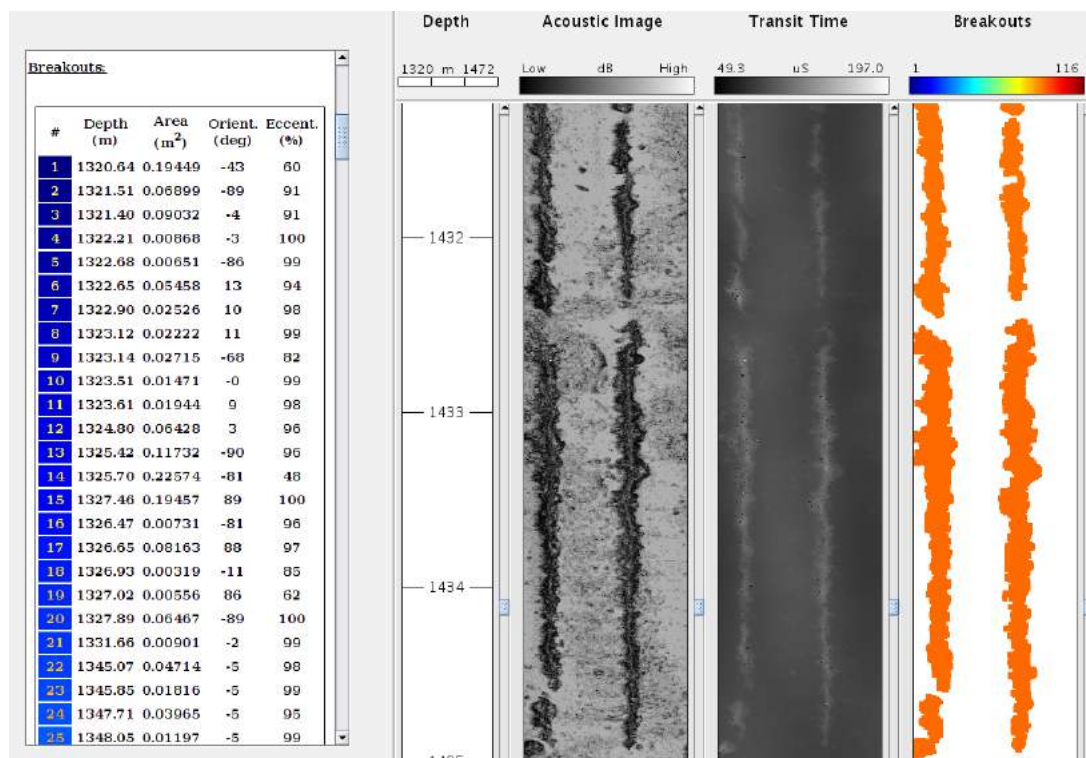 Breakouts:
# Depth (m) Area (m²) Orient. (deg) Eccent. (%)
1 1320.64 0.19449 -43 60
2 1321.51 0.06899 -89 91
3 1321.40 0.09032 -4 91
4 1322.21 0.00868 -3 100
5 1322.68 0.00651 -86 99
6 1322.65 0.05458 13 94
7 1322.90 0.02526 10 98
8 1323.12 0.02222 11 99
9 1323.14 0.02715 -68 82
10 1323.51 0.01471 -0 99
11 1323.61 0.01944 9 98
12 1324.80 0.06428 3 96
13 1325.42 0.11732 -90 96
14 1325.70 0.22574 -81 48
15 1327.46 0.19457 89 100
16 1326.47 0.00731 -81 96
17 1326.65 0.08163 88 97
18 1326.93 0.00319 -11 85
19 1327.02 0.00556 86 62
20 1327.89 0.06467 -89 100
21 1331.66 0.00901 -2 99
22 1345.07 0.04714 -5 98
23 1345.85 0.01816 -5 99
24 1347.71 0.03965 -5 95
25 1348.05 0.01197 -5 99
Depth Acoustic Image Transit Time Breakouts
1320 m 1472 Low dB High 49.3 uS 197.0 1 116
1432
1433
1434